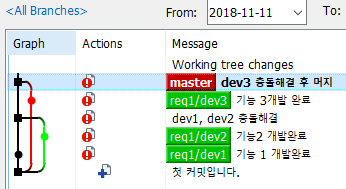 <All Branches> From: 2018-11-11 To:
Graph Actions Message
Working tree changes
master dev3 충돌해결 후 머지
req1/dev3 기능 3개발 완료
dev1, dev2 충돌해결
req1/dev2 기능2 개발완료
req1/dev1 기능 1 개발완료
첫 커밋입니다.